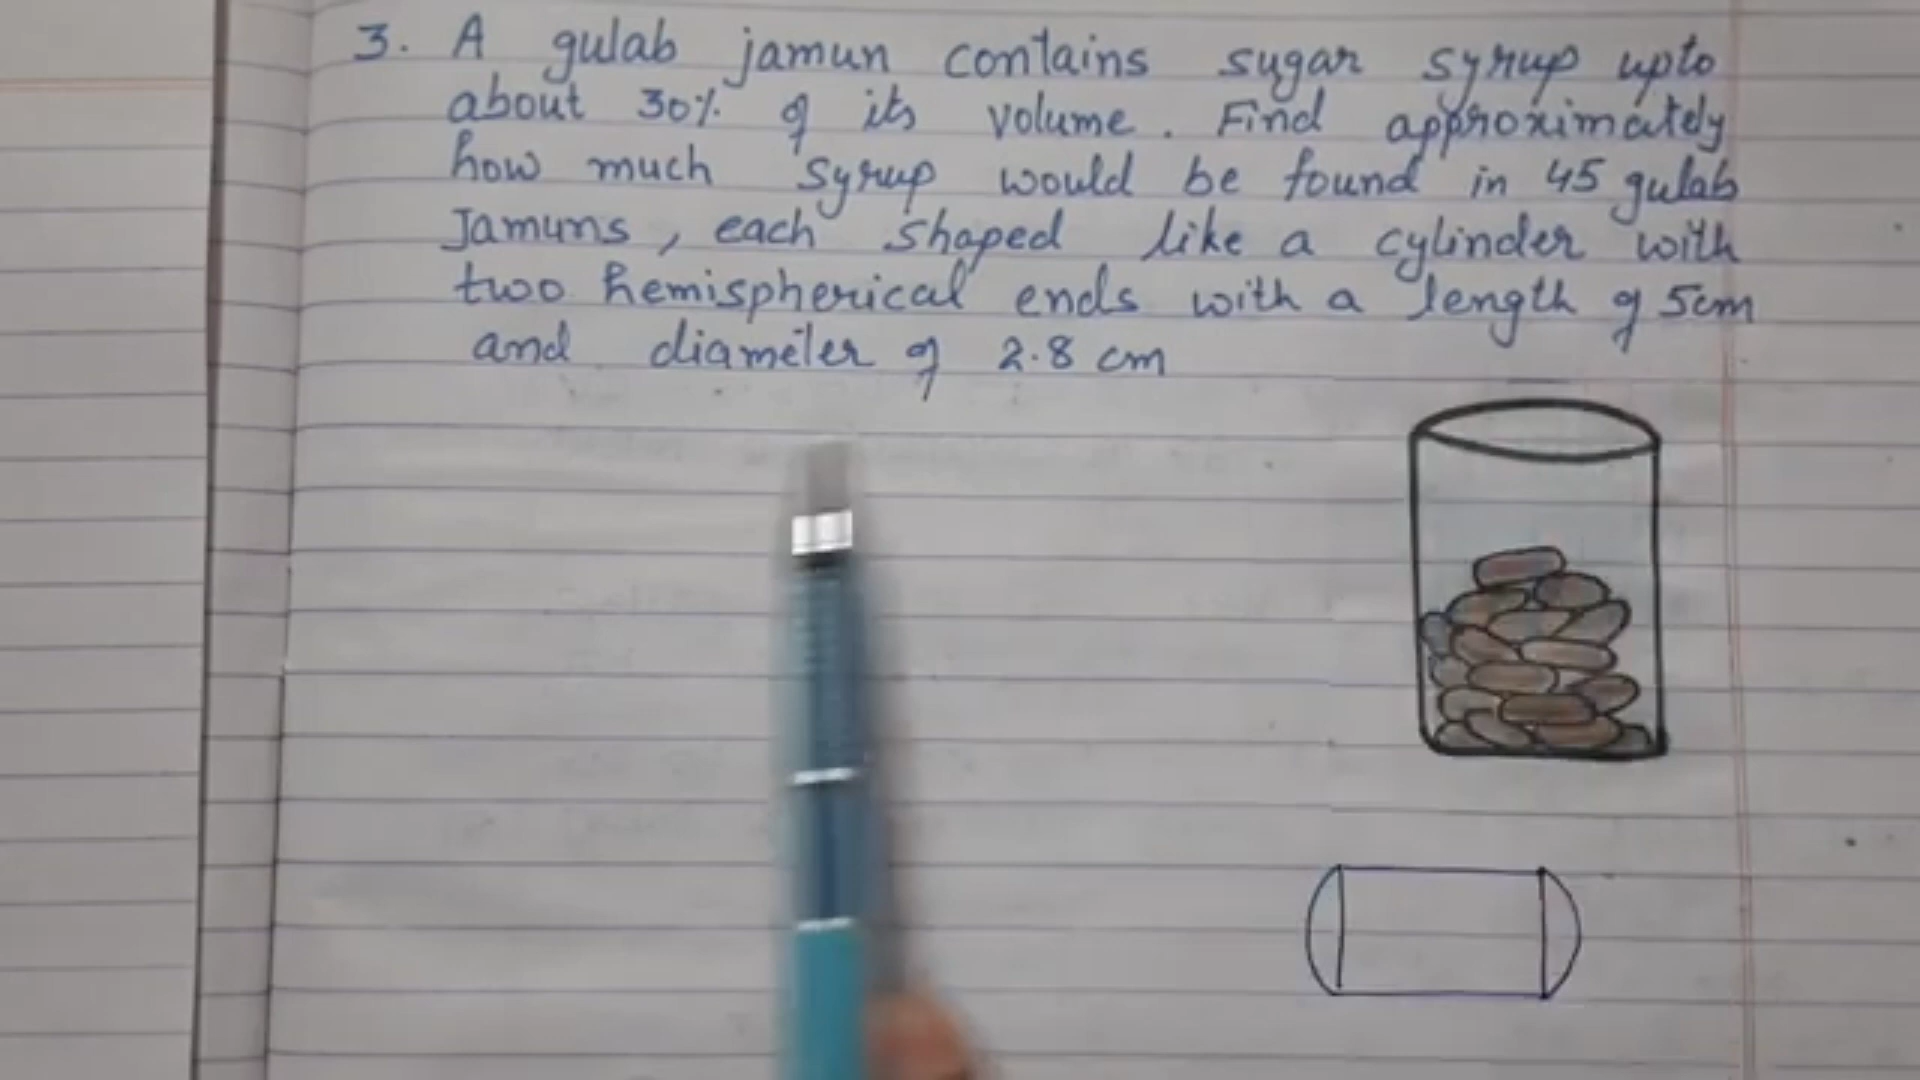 3. A gulab jamun contains sugar syrup upto
about 30% of its volume. Find approximately
how much syrup would be found in 45 gulab
Jamuns, each shaped like a cylinder with
two hemispherical ends with a length of 5cm
and diameter of 2.8 cm